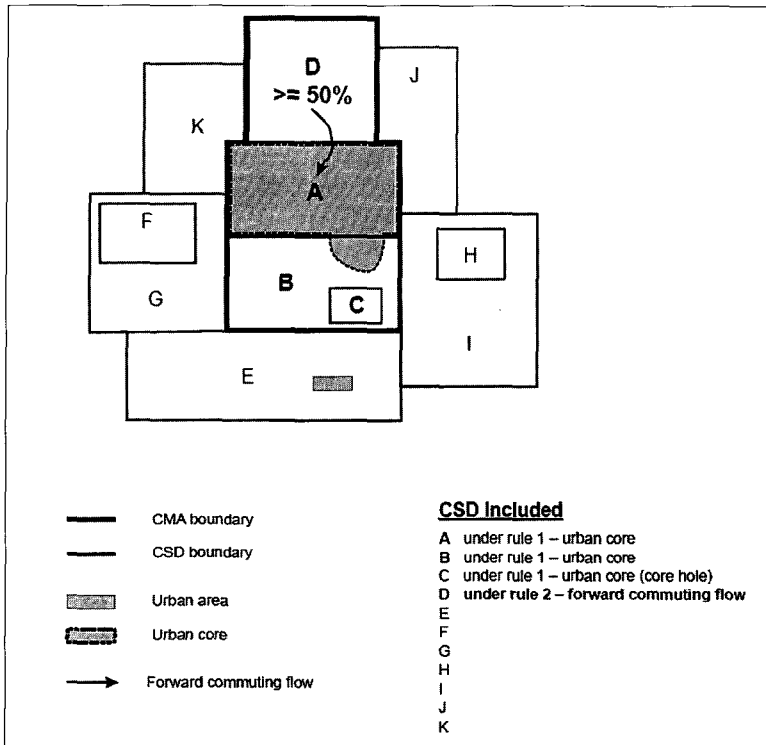 D
>= 50%
J
K
A
F
H
B
C
G
I
E
CMA boundary
CSD boundary
Urban area
Urban core
Forward commuting flow
CSD Included
A under rule 1 – urban core
B under rule 1 – urban core
C under rule 1 – urban core (core hole)
D under rule 2 – forward commuting flow
E
F
G
H
I
J
K